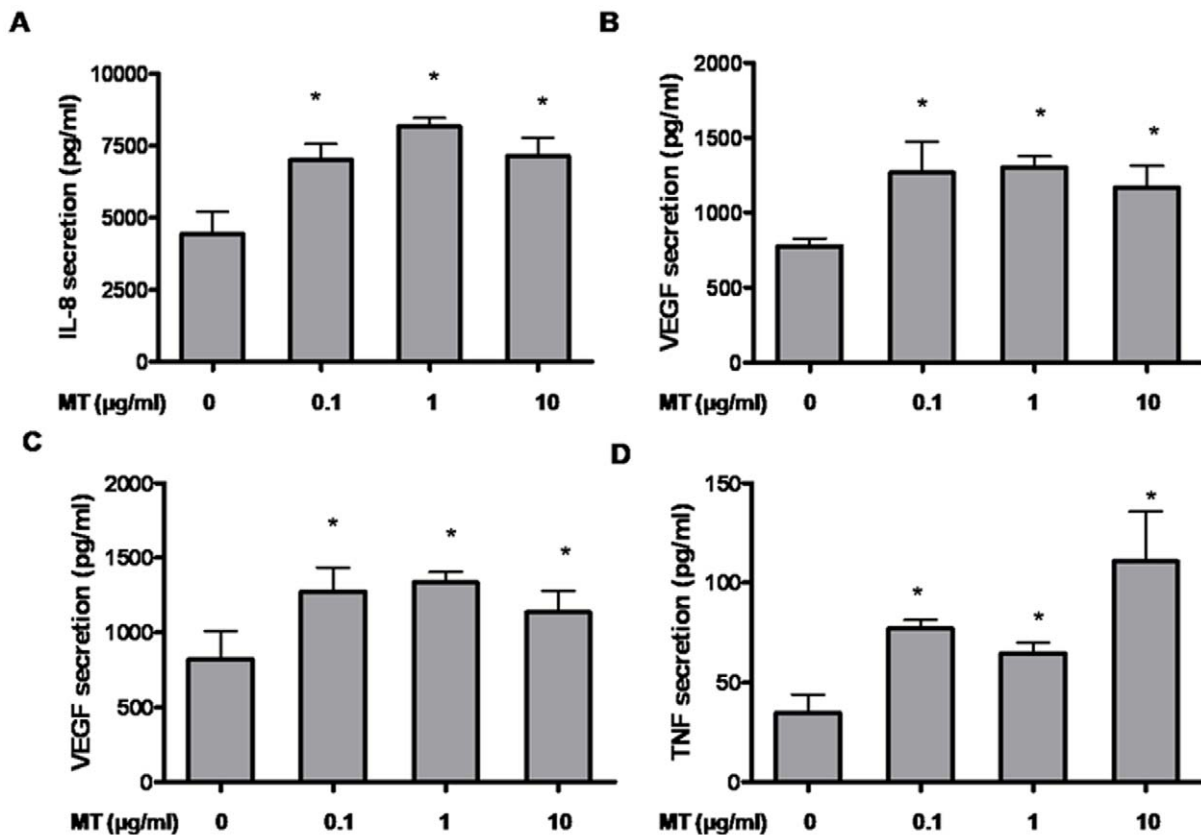 A
IL-8 secretion (pg/ml)
10000
7500
5000
2500
0
* * *
MT (µg/ml) 0 0.1 1 10
B
VEGF secretion (pg/ml)
2000
1500
1000
500
0
* * *
MT (µg/ml) 0 0.1 1 10
C
VEGF secretion (pg/ml)
2000
1500
1000
500
0
* * *
MT (µg/ml) 0 0.1 1 10
D
TNF secretion (pg/ml)
150
100
50
0
* * *
MT (µg/ml) 0 0.1 1 10